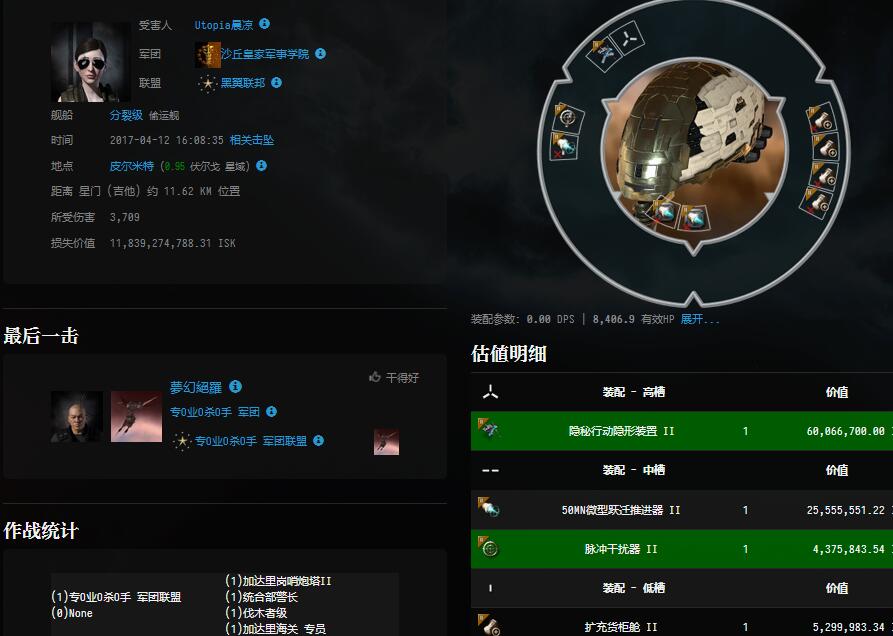 受害人 Utopia晨凉
军团 沙丘皇家军事学院
联盟 黑翼联邦
舰船 分裂级 偷运舰
时间 2017-04-12 16:08:35 相关击坠
地点 皮尔米特 (0.95 伏尔戈 星域)
距离 星门 (吉他) 约 11.62 KM 位置
所受伤害 3,709
损失价值 11,839,274,788.31 ISK
最后一击
干得好
夢幻絕羅
专0业0杀0手 军团
专0业0杀0手 军团联盟
作战统计
(1)专0业0杀0手 军团联盟
(0)None
(1)加达里岗哨炮塔II
(1)统合部警长
(1)伐木者级
(1)加达里海关 专员
装配参数: 0.00 DPS | 8,406.9 有效HP 展开...
估值明细
装配 - 高槽 价值
隐秘行动隐形装置 II 1 60,066,700.00
装配 - 中槽 价值
50MN微型跃迁推进器 II 1 25,555,551.22
脉冲干扰器 II 1 4,375,843.54
装配 - 低槽 价值
扩充货柜舱 II 1 5,299,983.34